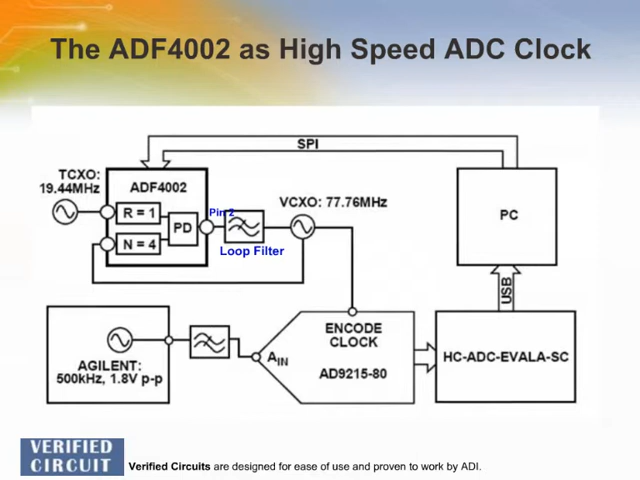 The ADF4002 as High Speed ADC Clock
SPI
TCXO:
19.44MHz
ADF4002
R = 1
N = 4
PD
Pin 2
Loop Filter
VCXO: 77.76MHz
PC
USB
AGILENT:
500kHz, 1.8V p-p
AIN
ENCODE
CLOCK
AD9215-80
HC-ADC-EVALA-SC
VERIFIED
CIRCUIT
Verified Circuits are designed for ease of use and proven to work by ADI.